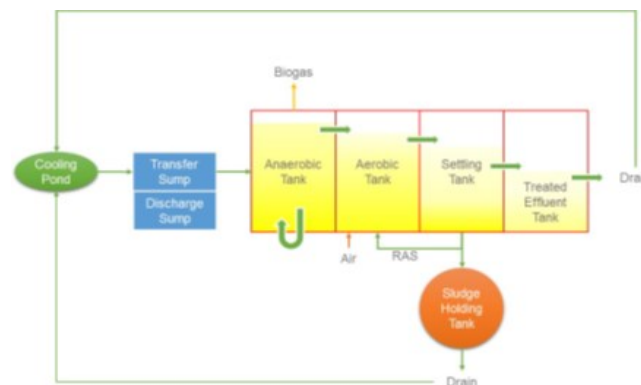 Biogas
Cooling
Pond
Transfer
Sump
Discharge
Sump
Anaerobic
Tank
Aerobic
Tank
Settling
Tank
Treated
Effluent
Tank
Drai
Air
RAS
Sludge
Holding
Tank
Drain